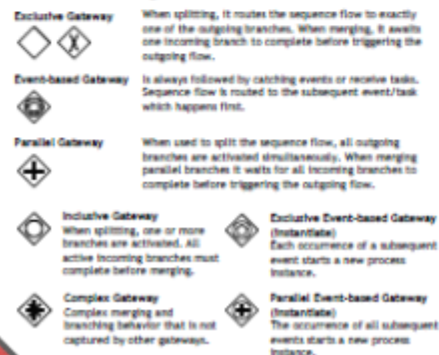 Exclusive Gateway
When splitting, it routes the sequence flow to exactly
one of the outgoing branches. When merging, it awaits
one incoming branch to complete before triggering the
outgoing flow.
Event-based Gateway
Is always followed by catching events or receive tasks.
Sequence flow is routed to the subsequent event/task
which happens first.
Parallel Gateway
When used to split the sequence flow, all outgoing
branches are activated simultaneously. When merging
parallel branches it waits for all incoming branches to
complete before triggering the outgoing flow.
Inclusive Gateway
When splitting, one or more
branches are activated. All
active incoming branches must
complete before merging.
Exclusive Event-based Gateway
(Instantiate)
Each occurrence of a subsequent
event starts a new process
instance.
Complex Gateway
Complex merging and
branching behavior that is not
captured by other gateways.
Parallel Event-based Gateway
(Instantiate)
The occurrence of all subsequent
events starts a new process
instance.